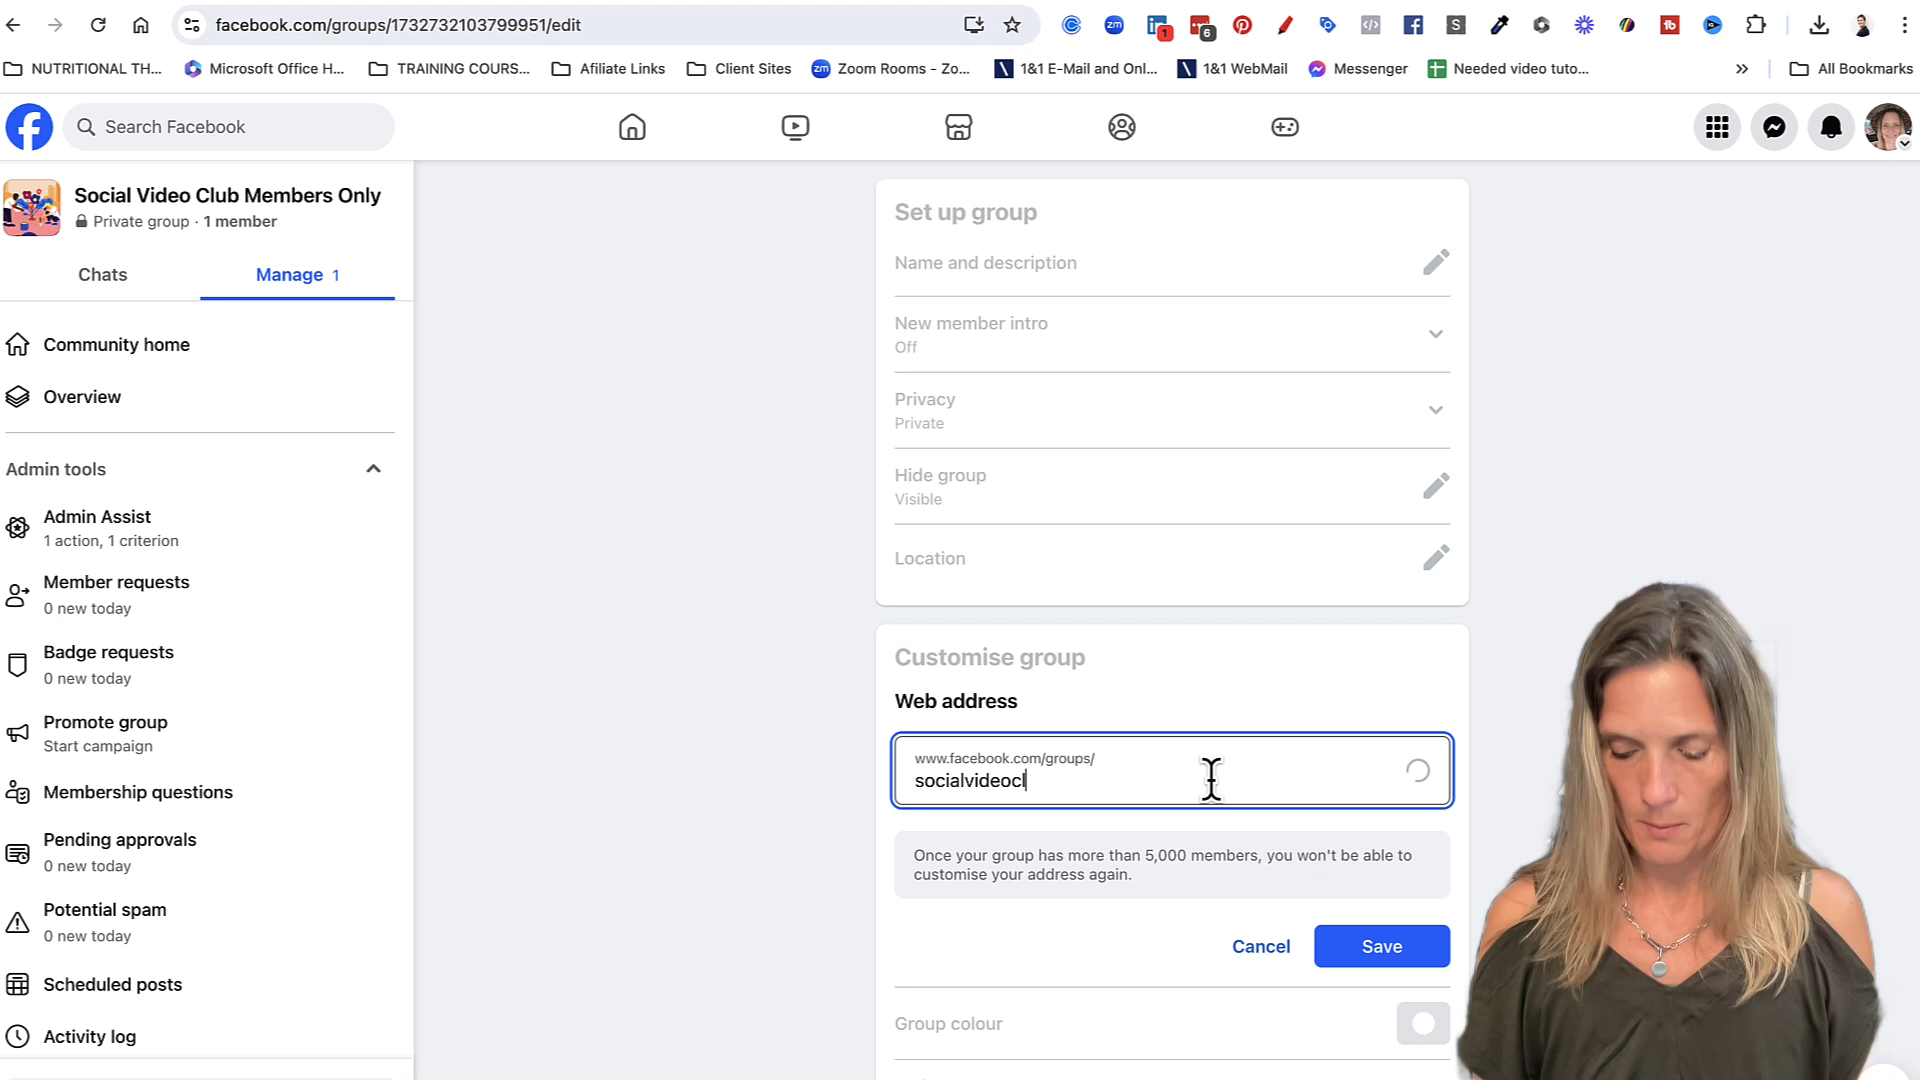 facebook.com/groups/1732732103799951/edit
1
6
NUTRITIONAL TH...
Microsoft Office H...
TRAINING COURS...
Afiliate Links
Client Sites
Zoom Rooms - Zo...
1&1 E-Mail and Onl...
1&1 WebMail
Messenger
Needed video tuto...
All Bookmarks
Search Facebook
Social Video Club Members Only
Private group · 1 member
Chats
Manage 1
Community home
Overview
Admin tools
Admin Assist
1 action, 1 criterion
Member requests
0 new today
Badge requests
0 new today
Promote group
Start campaign
Membership questions
Pending approvals
0 new today
Potential spam
0 new today
Scheduled posts
Activity log
Set up group
Name and description
New member intro
Off
Privacy
Private
Hide group
Visible
Location
Customise group
Web address
www.facebook.com/groups/
socialvideocl
Once your group has more than 5,000 members, you won't be able to
customise your address again.
Cancel
Save
Group colour